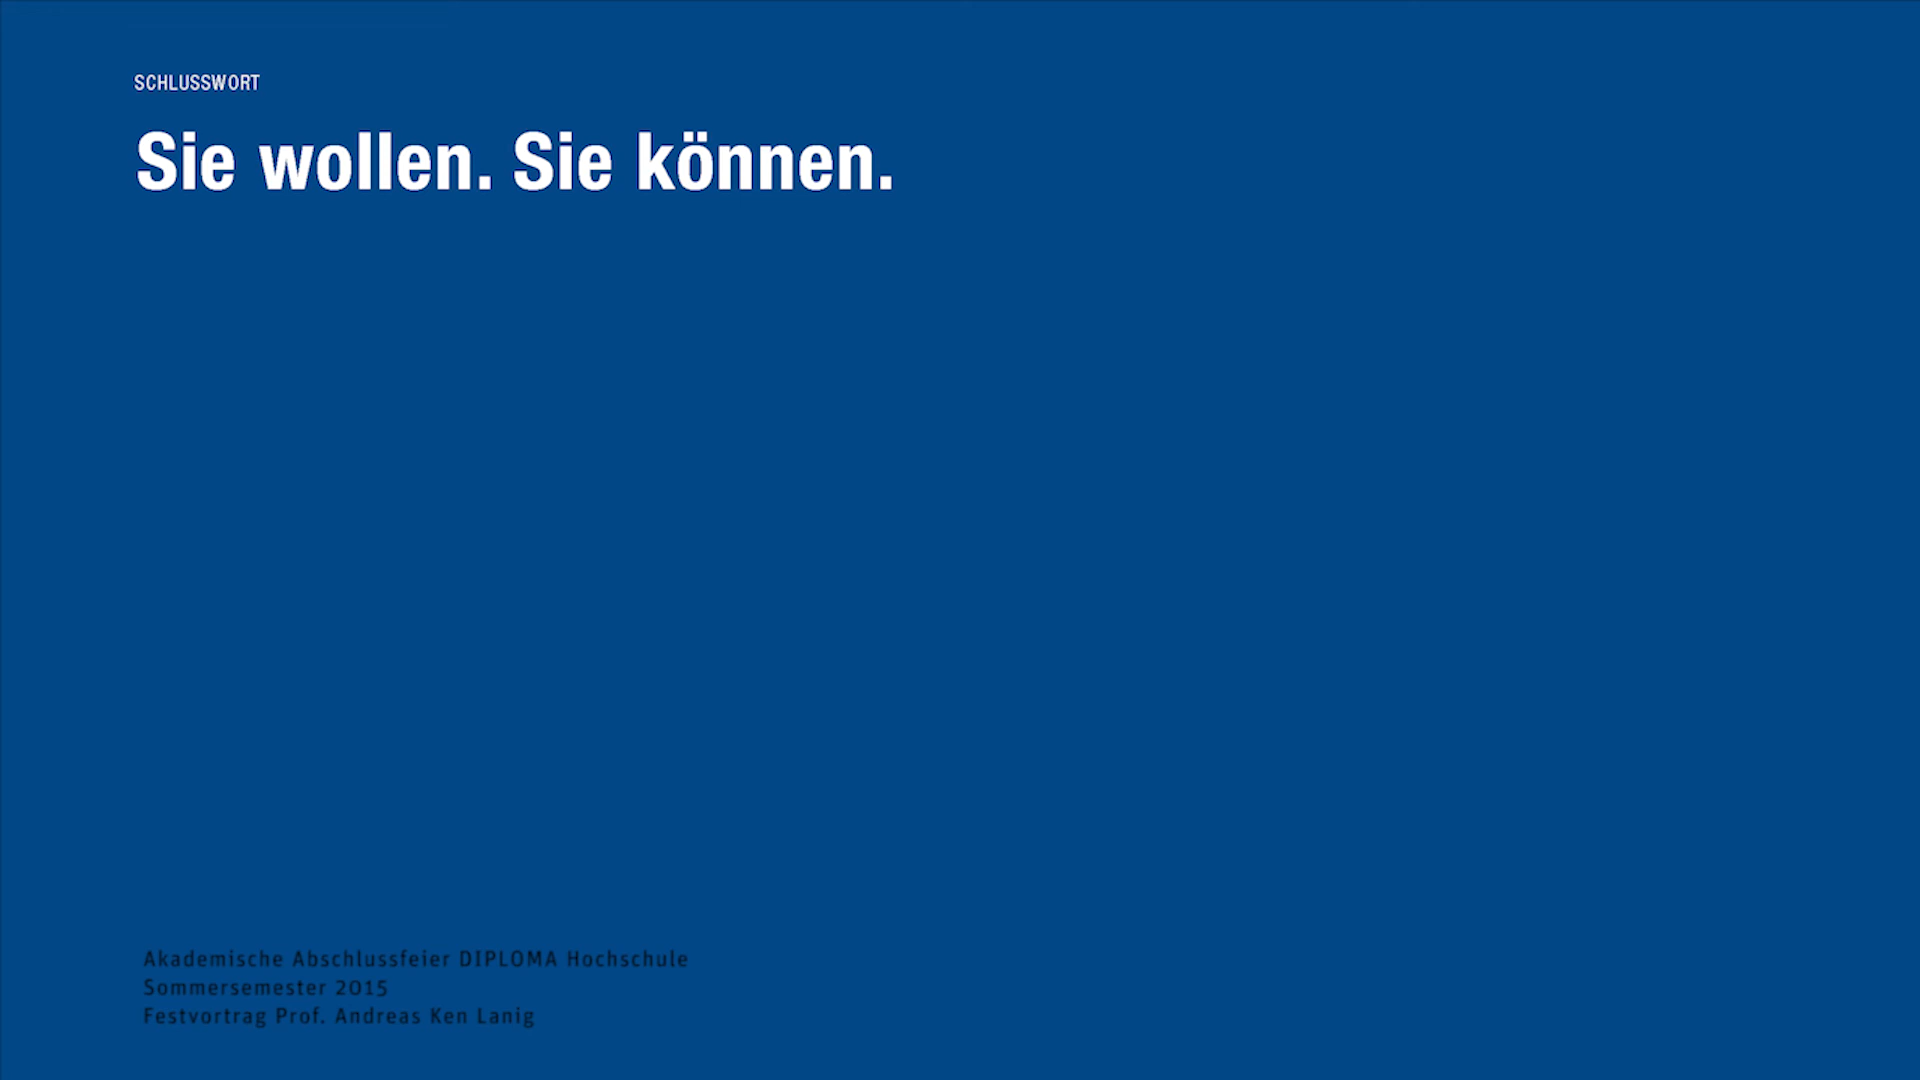 SCHLUSSWORT
Sie wollen. Sie können.
Akademische Abschlussfeier DIPLOMA Hochschule
Sommersemester 2015
Festvortrag Prof. Andreas Ken Lanig